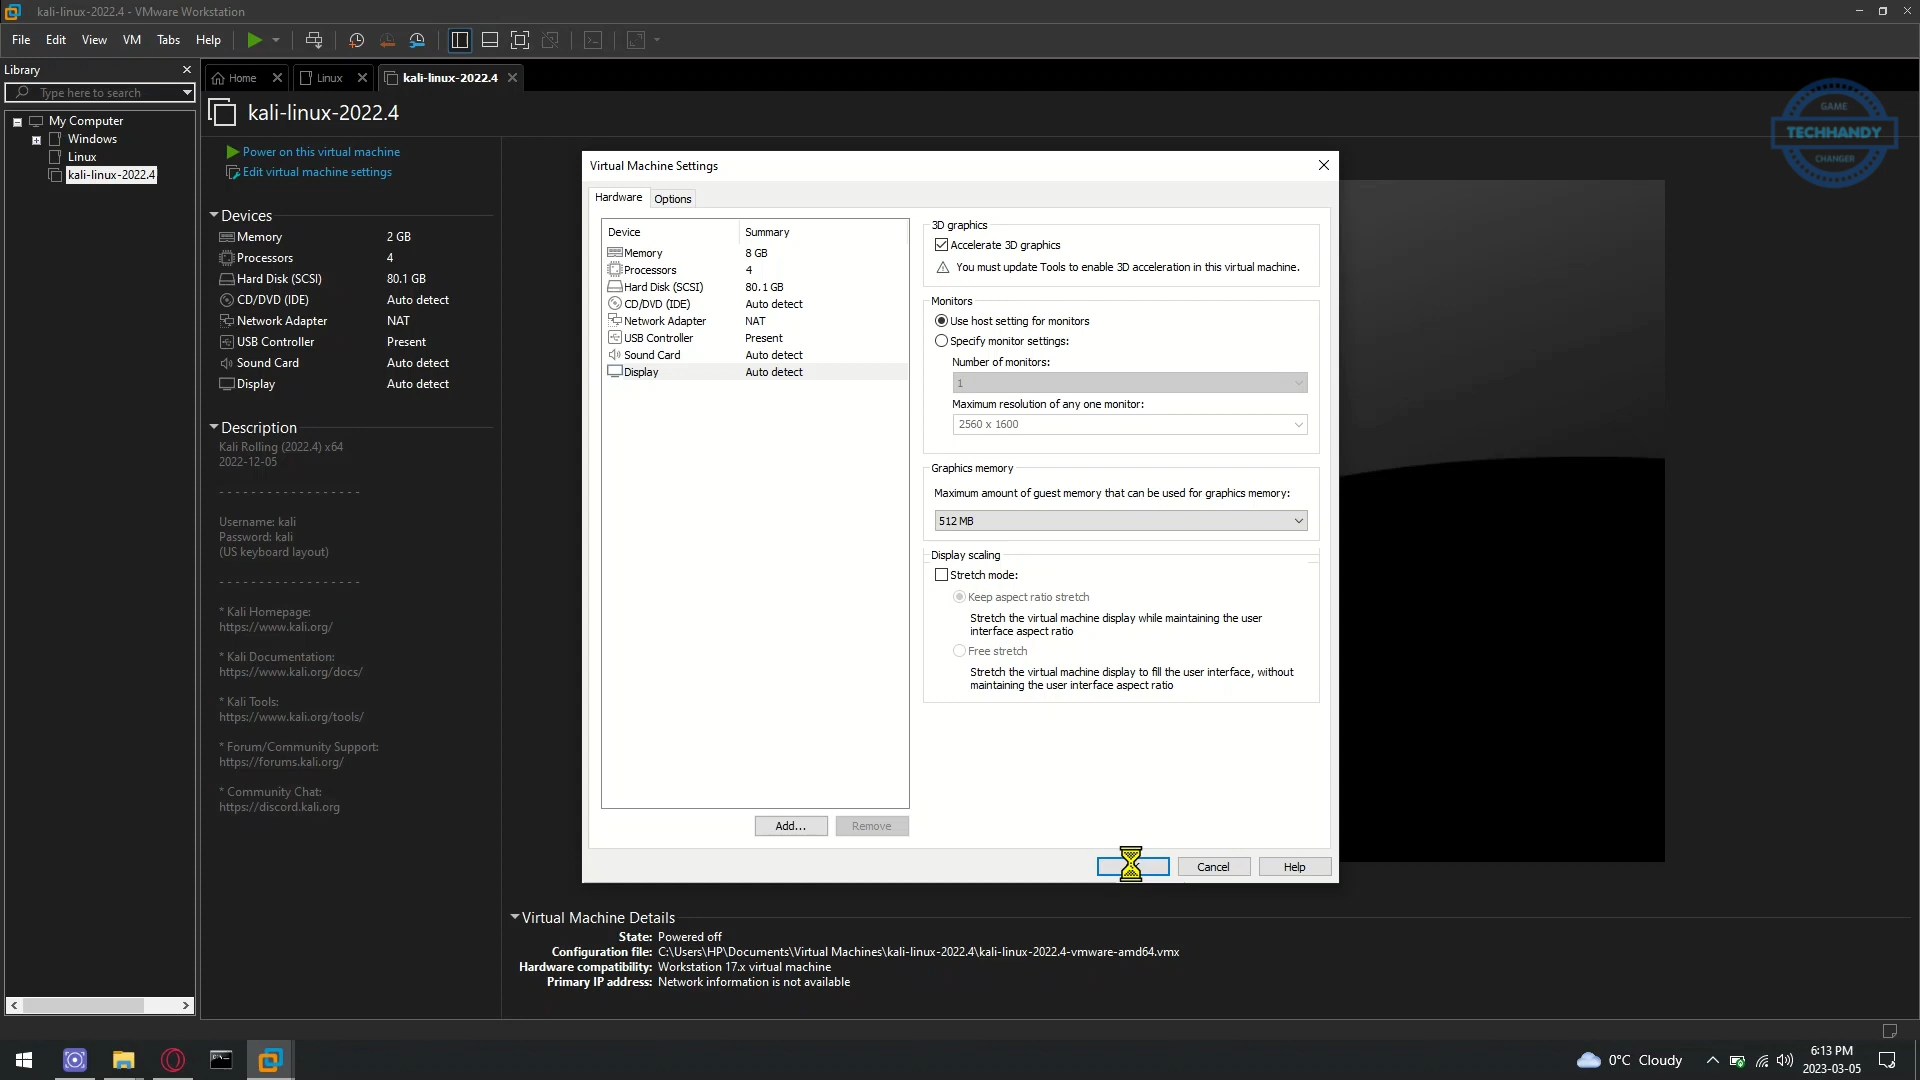 kali-linux-2022.4 - VMware Workstation
File Edit View VM Tabs Help
Library
Type here to search
My Computer
Windows
Linux
kali-linux-2022.4
Home
Linux
kali-linux-2022.4
kali-linux-2022.4
Power on this virtual machine
Edit virtual machine settings
Devices
Memory 2 GB
Processors 4
Hard Disk (SCSI) 80.1 GB
CD/DVD (IDE) Auto detect
Network Adapter NAT
USB Controller Present
Sound Card Auto detect
Display Auto detect
Description
Kali Rolling (2022.4) x64
2022-12-05
- - - - - - - - - - - - - - - - - -
Username: kali
Password: kali
(US keyboard layout)
- - - - - - - - - - - - - - - - - -
* Kali Homepage:
https://www.kali.org/
* Kali Documentation:
https://www.kali.org/docs/
* Kali Tools:
https://www.kali.org/tools/
* Forum/Community Support:
https://forums.kali.org/
* Community Chat:
https://discord.kali.org
Virtual Machine Settings
Hardware Options
Device Summary
Memory 8 GB
Processors 4
Hard Disk (SCSI) 80.1 GB
CD/DVD (IDE) Auto detect
Network Adapter NAT
USB Controller Present
Sound Card Auto detect
Display Auto detect
Add... Remove
3D graphics
Accelerate 3D graphics
You must update Tools to enable 3D acceleration in this virtual machine.
Monitors
Use host setting for monitors
Specify monitor settings:
Number of monitors:
1
Maximum resolution of any one monitor:
2560 x 1600
Graphics memory
Maximum amount of guest memory that can be used for graphics memory:
512 MB
Display scaling
Stretch mode:
Keep aspect ratio stretch
Stretch the virtual machine display while maintaining the user
interface aspect ratio
Free stretch
Stretch the virtual machine display to fill the user interface, without
maintaining the user interface aspect ratio
Cancel Help
GAME
TECHHANDY
CHANGER
Virtual Machine Details
State: Powered off
Configuration file: C:\Users\HP\Documents\Virtual Machines\kali-linux-2022.4\kali-linux-2022.4-vmware-amd64.vmx
Hardware compatibility: Workstation 17.x virtual machine
Primary IP address: Network information is not available
0°C Cloudy
6:13 PM
2023-03-05